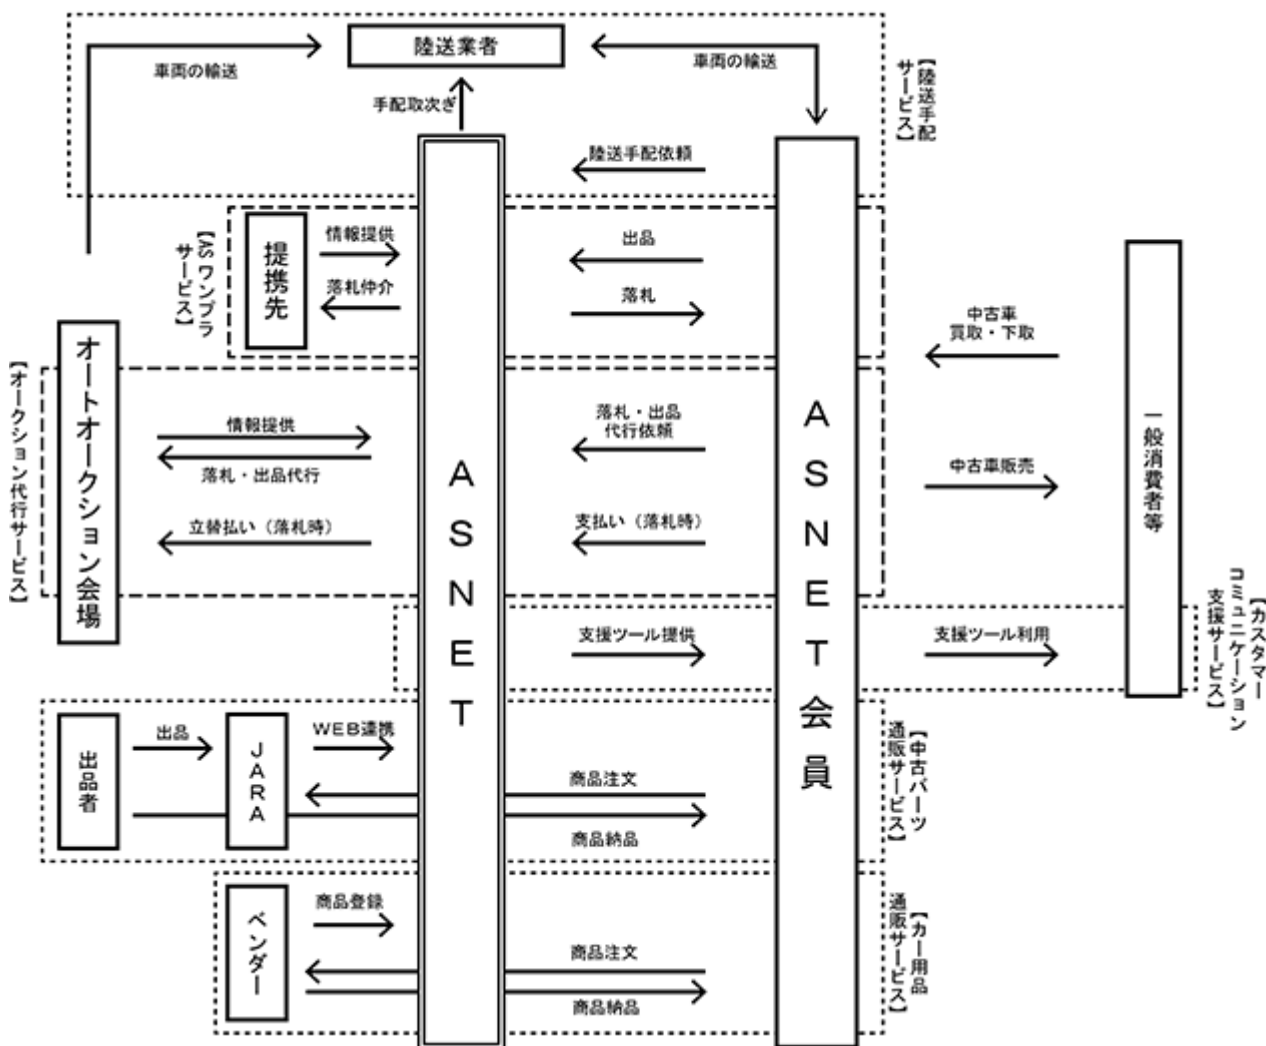 陸送業者
車両の輸送
車両の輸送
【陸送手配
サービス】
手配取次ぎ
陸送手配依頼
【ASワンプラ
サービス】
提携先
情報提供
落札仲介
出品
落札
中古車
買取・下取
オートオークション会場
【オークション代行サービス】
情報提供
落札・出品代行
立替払い（落札時）
ASNET
落札・出品
代行依頼
支払い（落札時）
ASNET会員
中古車販売
一般消費者等
支援ツール提供
支援ツール利用
【カスタマー
コミュニケーション
支援サービス】
出品者
出品
JARA
WEB連携
商品注文
商品納品
【中古パーツ
通販サービス】
ベンダー
商品登録
商品注文
商品納品
【カー用品
通販サービス】